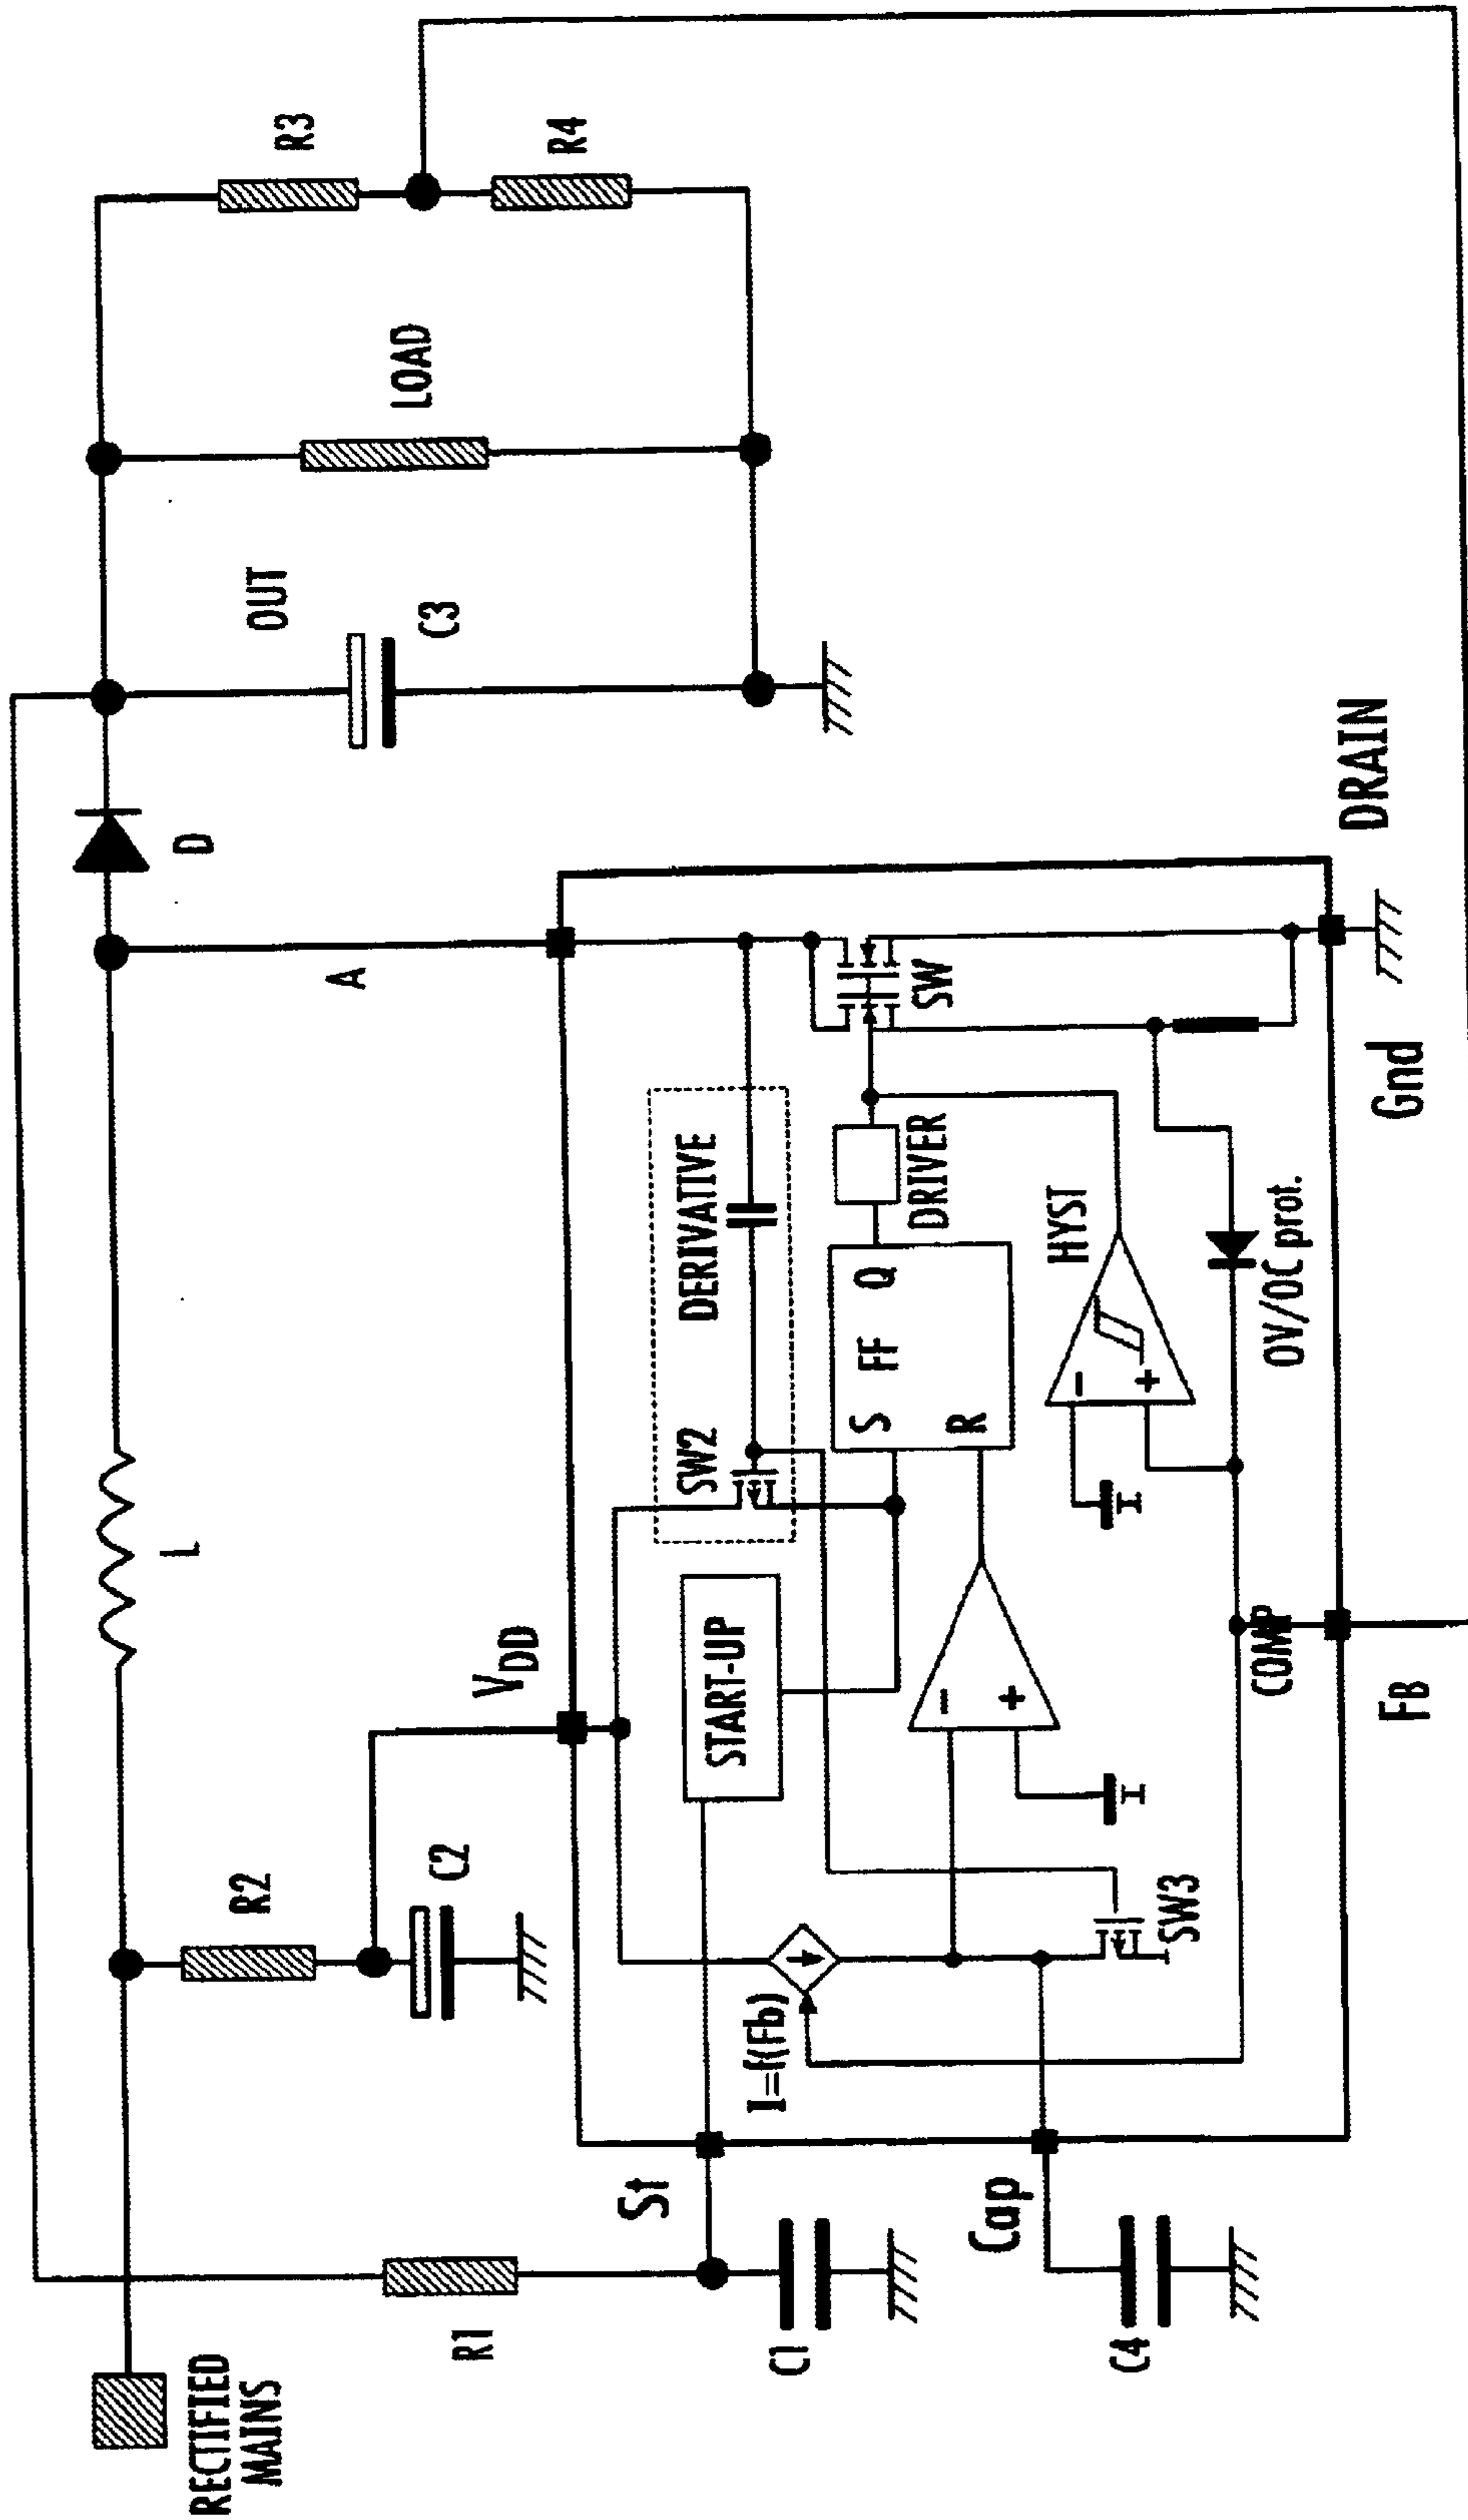 RECTIFIED
MAINS
R1
R2
L
D
OUT
C3
LOAD
R3
R4
C2
VDD
A
C1
St
START-UP
SW2
DERIVATIVE
I=f(Fb)
S
FF
Q
R
DRIVER
SW
DRAIN
-
+
HYST
-
+
SW3
Cap
C4
COMP
OV/OC prot.
Gnd
FB